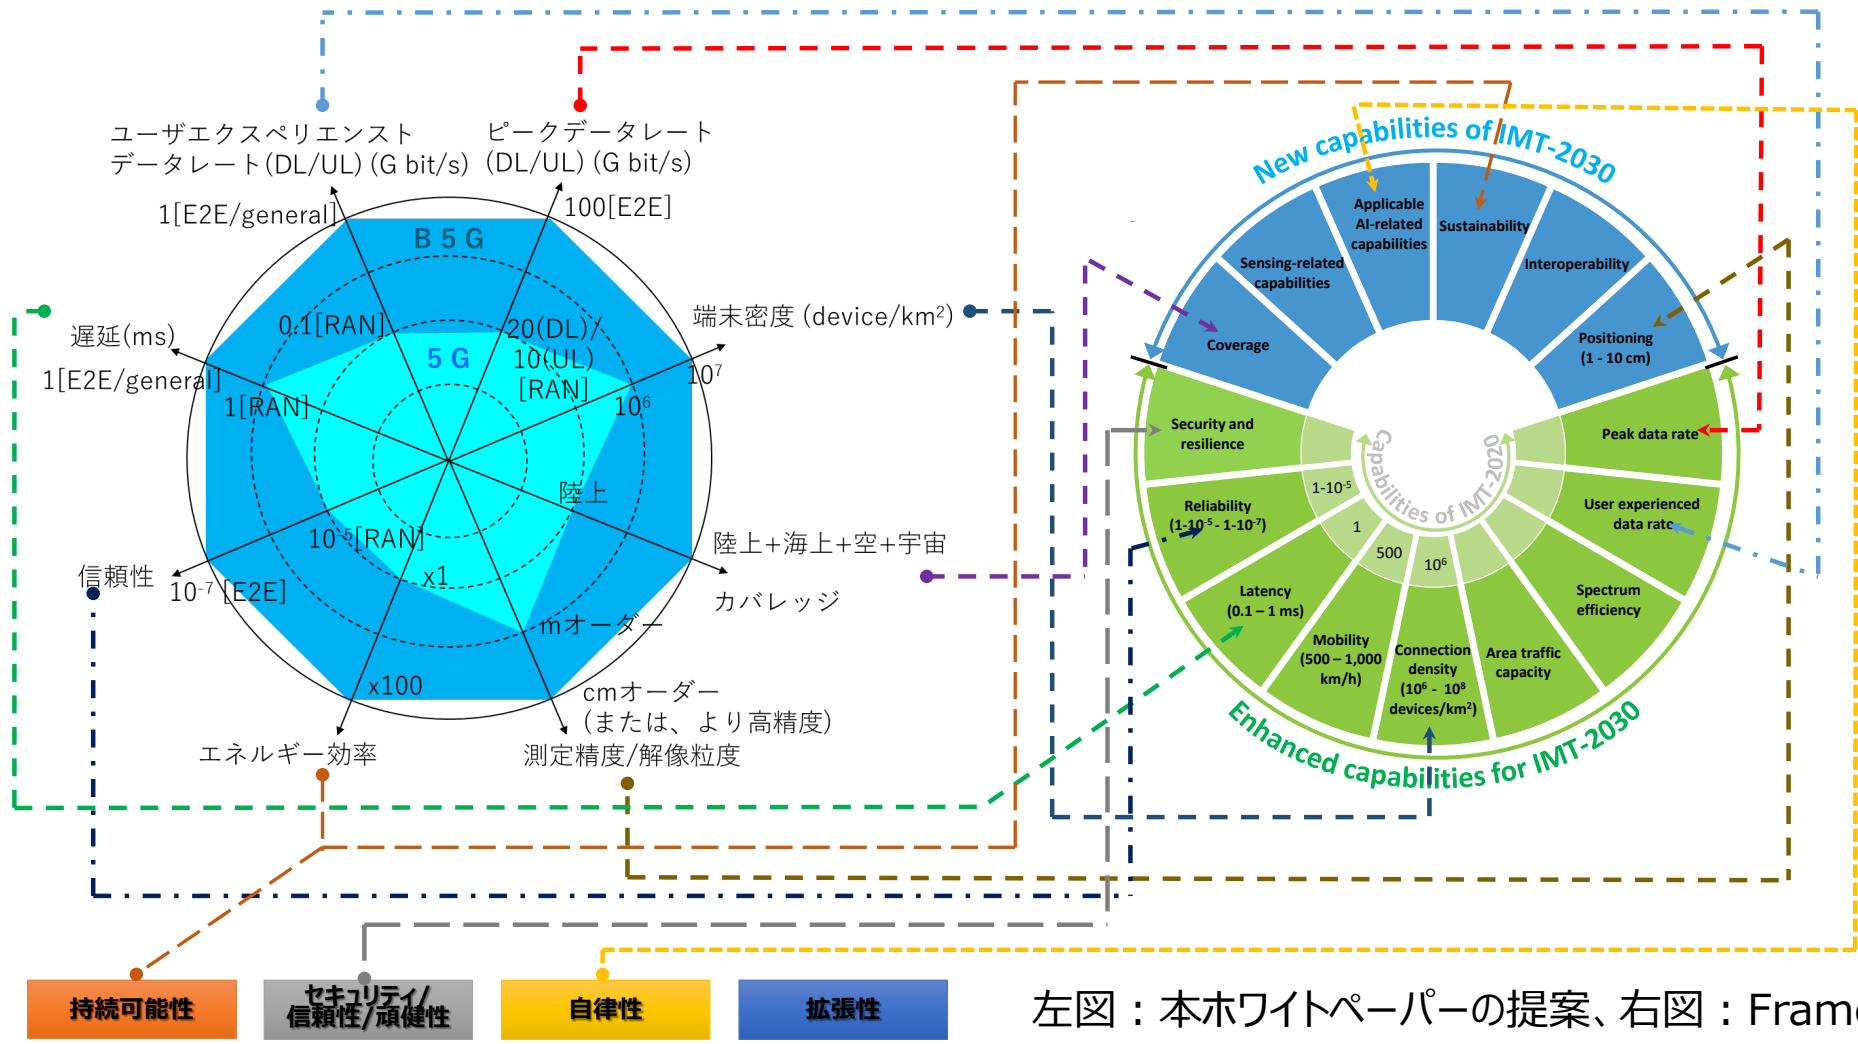 ユーザエクスペリエンスト
データレート(DL/UL) (G bit/s)
ピークデータレート
(DL/UL) (G bit/s)
1[E2E/general]
100[E2E]
B 5 G
端末密度 (device/km²)
遅延(ms)
0.1[RAN]
20(DL)/
10(UL)
[RAN]
5 G
1[E2E/general]
10⁷
1[RAN]
10⁶
陸上
10⁻⁵[RAN]
陸上+海上+空+宇宙
信頼性
10⁻⁷ [E2E]
x1
カバレッジ
mオーダー
x100
cmオーダー
(または、より高精度)
エネルギー効率
測定精度/解像粒度
New capabilities of IMT-2030
Applicable
AI-related
capabilities
Sustainability
Sensing-related
capabilities
Interoperability
Coverage
Positioning
(1 - 10 cm)
Security and
resilience
Peak data rate
Capabilities of IMT-2020
Reliability
(1-10⁻⁵ - 1-10⁻⁷)
1-10⁻⁵
User experienced
data rate
1
500
10⁶
Latency
(0.1 – 1 ms)
Spectrum
efficiency
Mobility
(500 – 1,000
km/h)
Connection
density
(10⁶ - 10⁸
devices/km²)
Area traffic
capacity
Enhanced capabilities for IMT-2030
持続可能性
セキュリティ/
信頼性/頑健性
自律性
拡張性
左図：本ホワイトペーパーの提案、右図：Frame